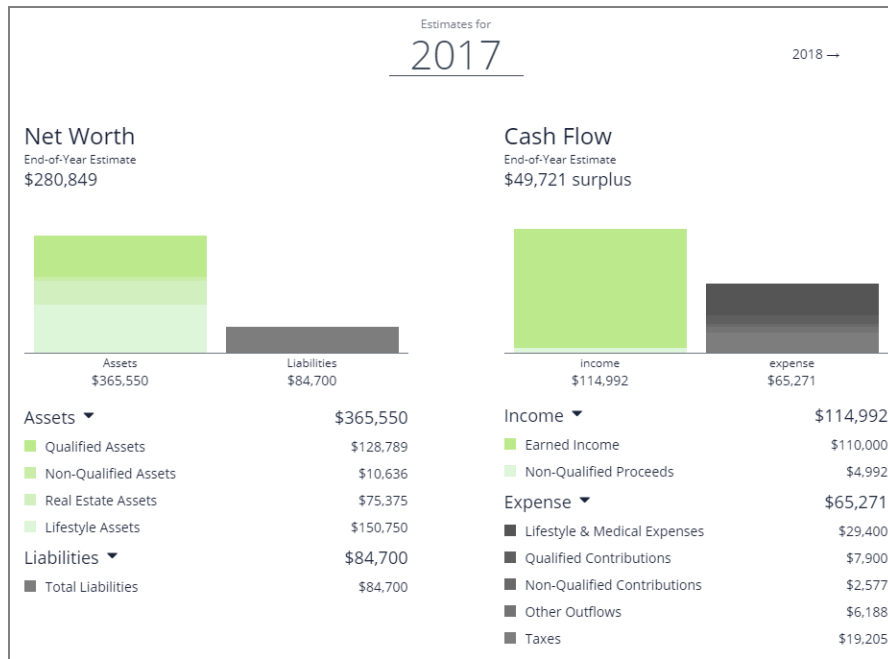 Estimates for
2017
2018 →
Net Worth
End-of-Year Estimate
$280,849
Assets
$365,550
Liabilities
$84,700
Assets $365,550
Qualified Assets $128,789
Non-Qualified Assets $10,636
Real Estate Assets $75,375
Lifestyle Assets $150,750
Liabilities $84,700
Total Liabilities $84,700
Cash Flow
End-of-Year Estimate
$49,721 surplus
income
$114,992
expense
$65,271
Income $114,992
Earned Income $110,000
Non-Qualified Proceeds $4,992
Expense $65,271
Lifestyle & Medical Expenses $29,400
Qualified Contributions $7,900
Non-Qualified Contributions $2,577
Other Outflows $6,188
Taxes $19,205